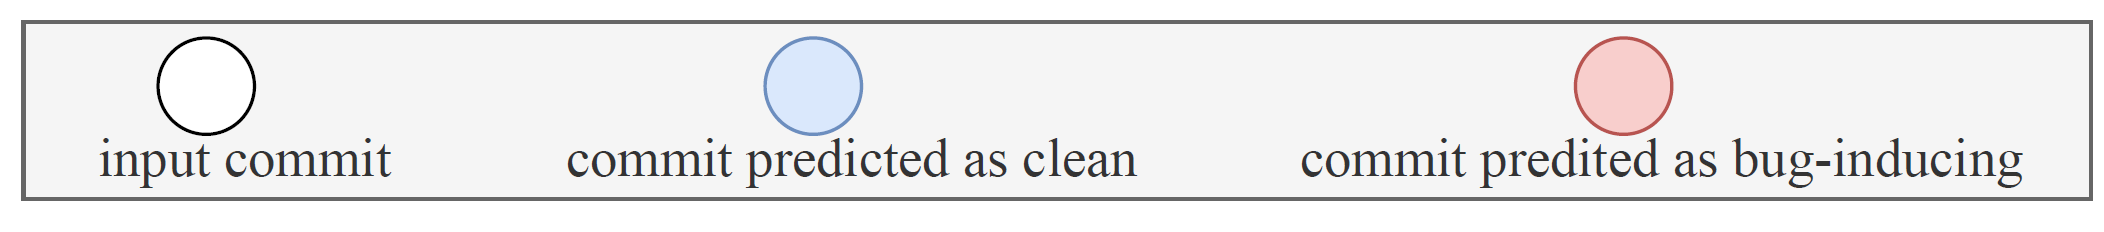 input commit
commit predicted as clean
commit predited as bug-inducing